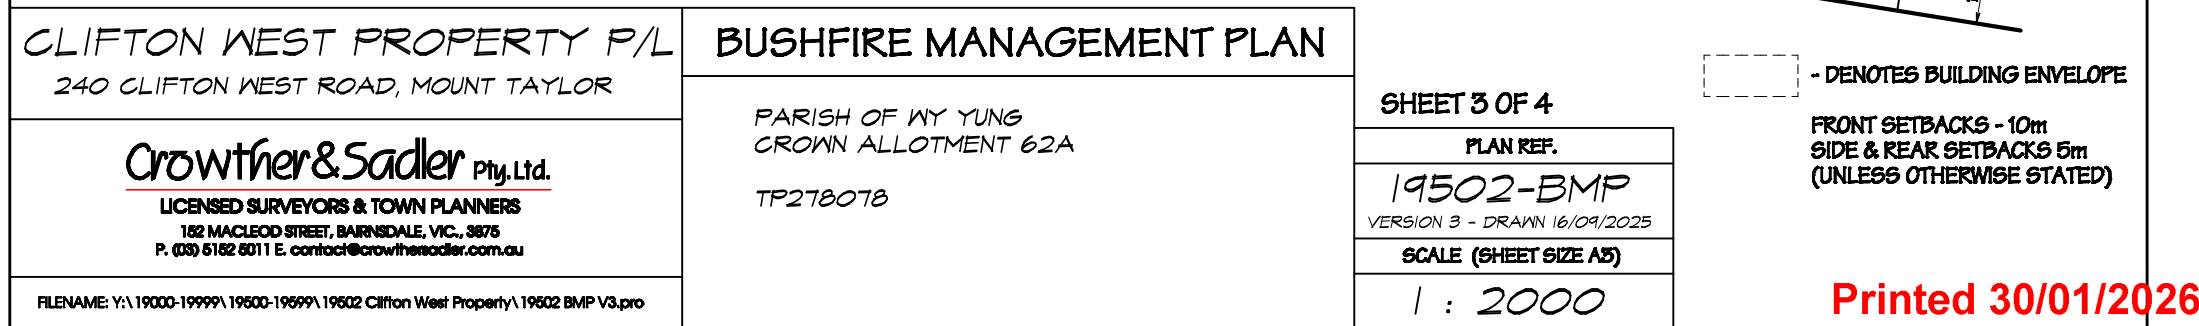 CLIFTON WEST PROPERTY P/L
240 CLIFTON WEST ROAD, MOUNT TAYLOR
Crowther&Sadler Pty.Ltd.
LICENSED SURVEYORS & TOWN PLANNERS
152 MACLEOD STREET, BAIRNSDALE, VIC., 3875
P. (03) 5152 5011 E. contact@crowthersadler.com.au
FILENAME: Y:\19000-19999\19500-19599\19502 Clifton West Property\19502 BMP V3.pro
BUSHFIRE MANAGEMENT PLAN
PARISH OF WY YUNG
CROWN ALLOTMENT 62A
TP278078
SHEET 3 OF 4
PLAN REF.
19502-BMP
VERSION 3 - DRAWN 16/09/2025
SCALE (SHEET SIZE A3)
1 : 2000
- DENOTES BUILDING ENVELOPE
FRONT SETBACKS - 10m
SIDE & REAR SETBACKS 5m
(UNLESS OTHERWISE STATED)
Printed 30/01/2026